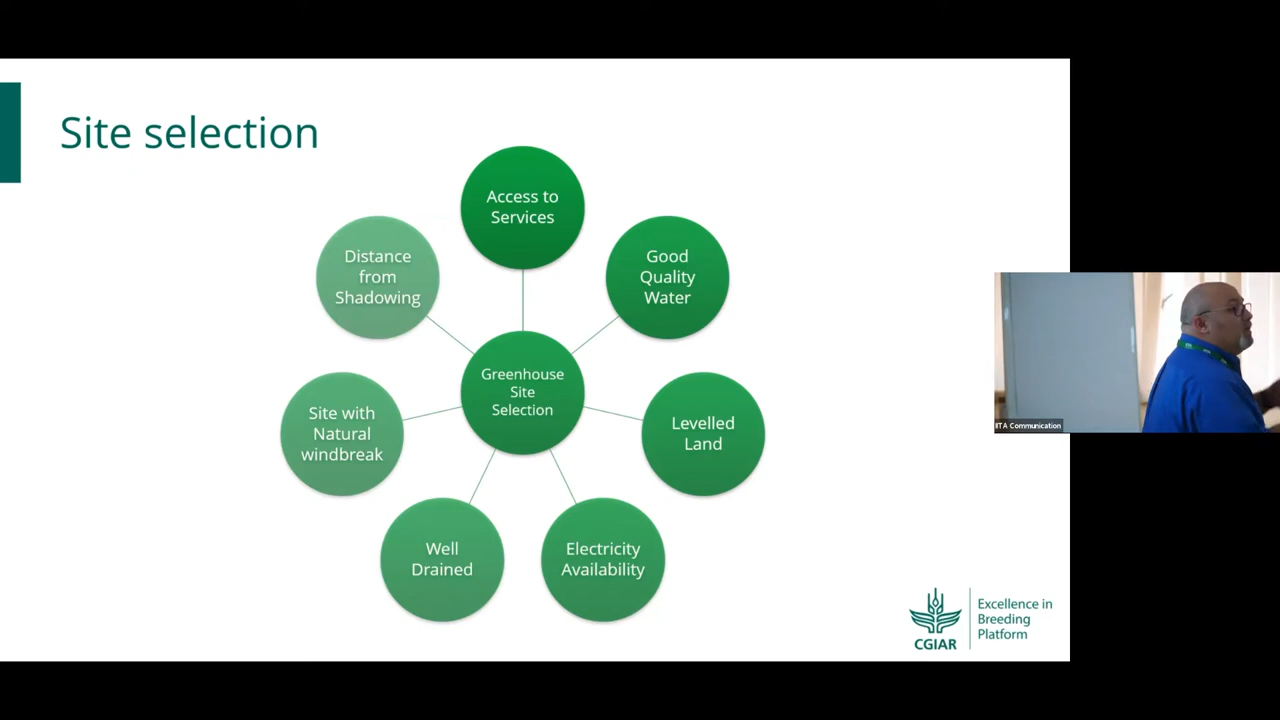 Site selection
Access to
Services
Good
Quality
Water
Levelled
Land
Electricity
Availability
Well
Drained
Site with
Natural
windbreak
Distance
from
Shadowing
Greenhouse
Site
Selection
IITA Communication
CGIAR
Excellence in
Breeding
Platform